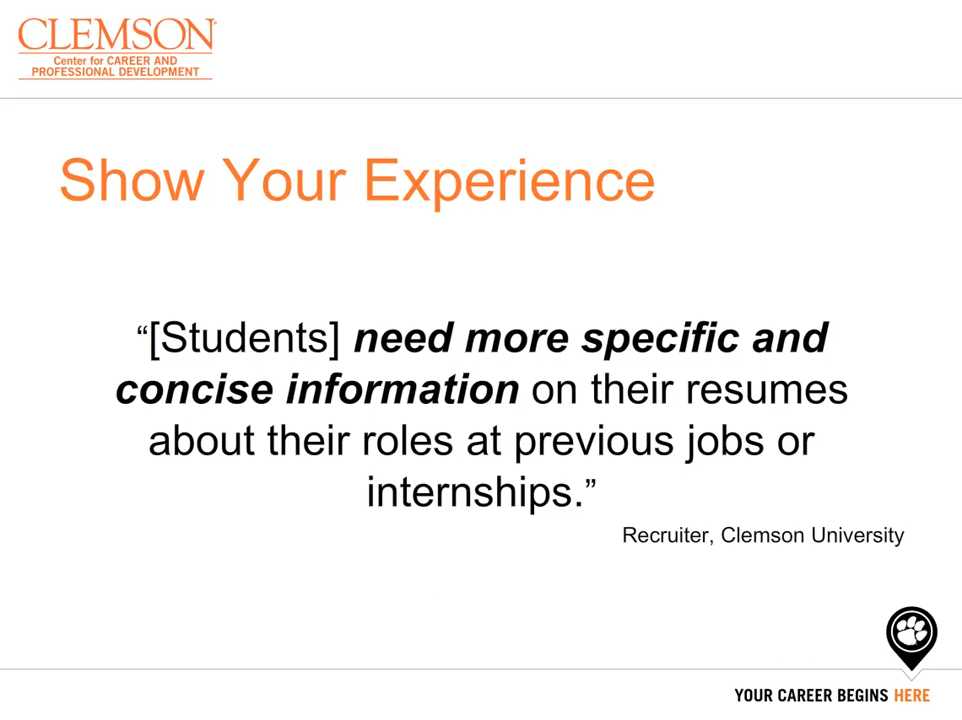 CLEMSON®
Center for CAREER AND
PROFESSIONAL DEVELOPMENT
Show Your Experience
“[Students] need more specific and
concise information on their resumes
about their roles at previous jobs or
internships.”
Recruiter, Clemson University
YOUR CAREER BEGINS HERE